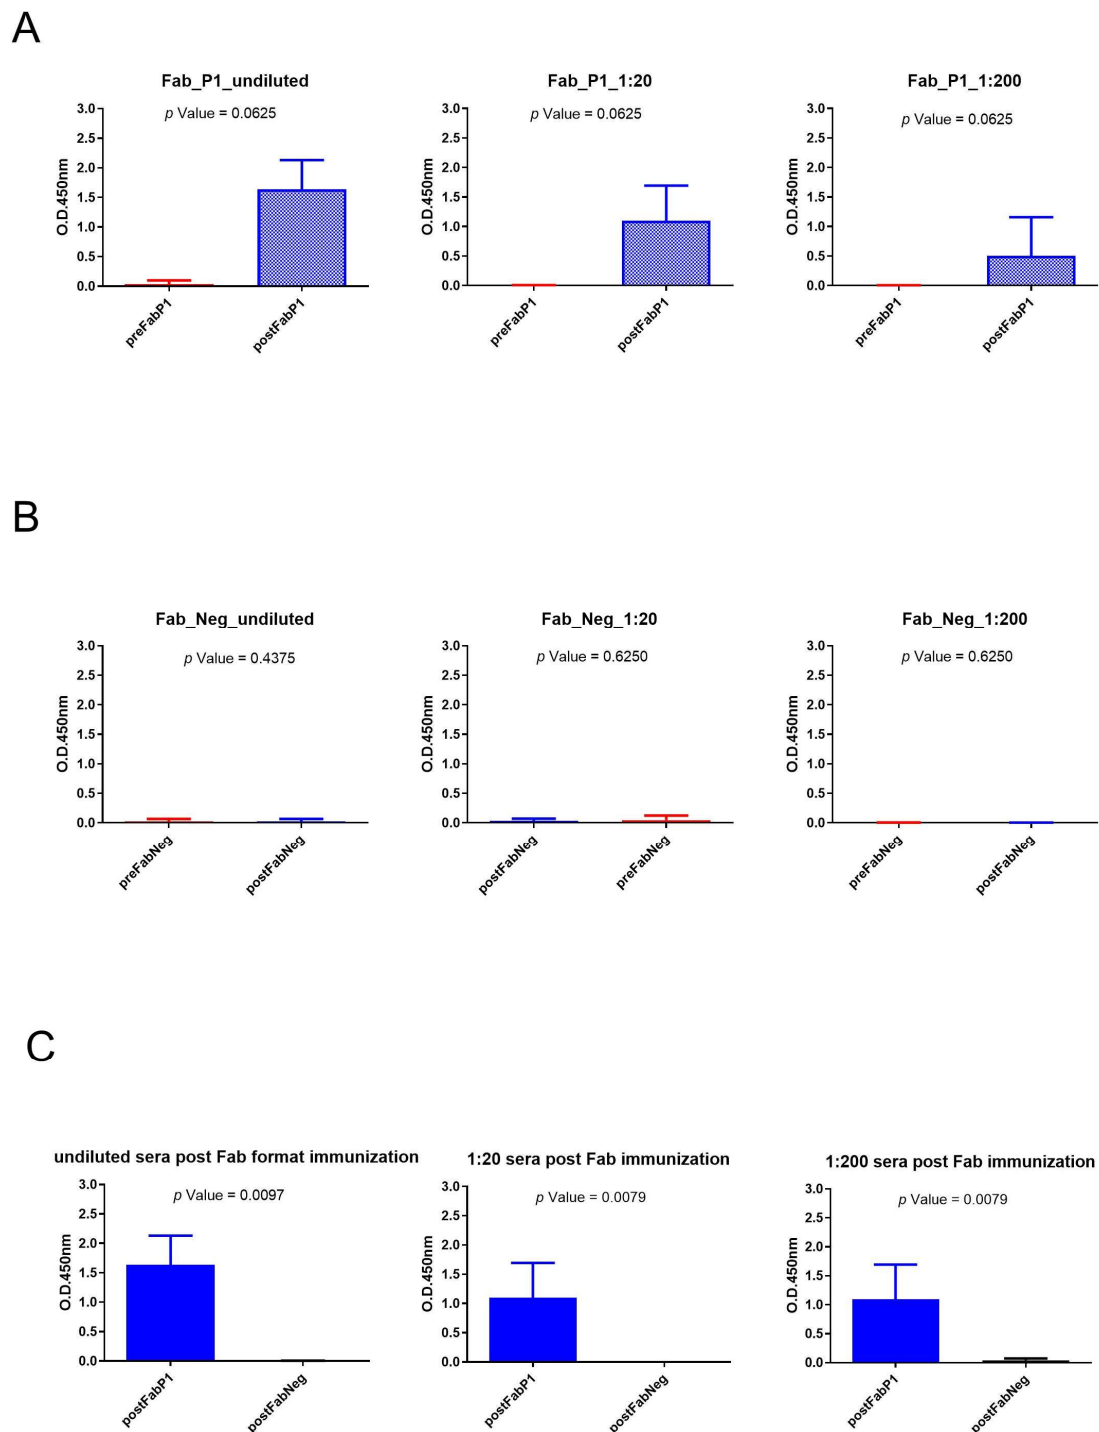 A
Fab_P1_undiluted
p Value = 0.0625
3.0
2.5
2.0
1.5
1.0
0.5
0.0
O.D.450nm
preFabP1
postFabP1
Fab_P1_1:20
p Value = 0.0625
3.0
2.5
2.0
1.5
1.0
0.5
0.0
O.D.450nm
preFabP1
postFabP1
Fab_P1_1:200
p Value = 0.0625
3.0
2.5
2.0
1.5
1.0
0.5
0.0
O.D.450nm
preFabP1
postFabP1
B
Fab_Neg_undiluted
p Value = 0.4375
3.0
2.5
2.0
1.5
1.0
0.5
0.0
O.D.450nm
preFabNeg
postFabNeg
Fab_Neg_1:20
p Value = 0.6250
3.0
2.5
2.0
1.5
1.0
0.5
0.0
O.D.450nm
postFabNeg
preFabNeg
Fab_Neg_1:200
p Value = 0.6250
3.0
2.5
2.0
1.5
1.0
0.5
0.0
O.D.450nm
preFabNeg
postFabNeg
C
undiluted sera post Fab format immunization
p Value = 0.0097
3.0
2.5
2.0
1.5
1.0
0.5
0.0
O.D.450nm
postFabP1
postFabNeg
1:20 sera post Fab immunization
p Value = 0.0079
3.0
2.5
2.0
1.5
1.0
0.5
0.0
O.D.450nm
postFabP1
postFabNeg
1:200 sera post Fab immunization
p Value = 0.0079
3.0
2.5
2.0
1.5
1.0
0.5
0.0
O.D.450nm
postFabP1
postFabNeg